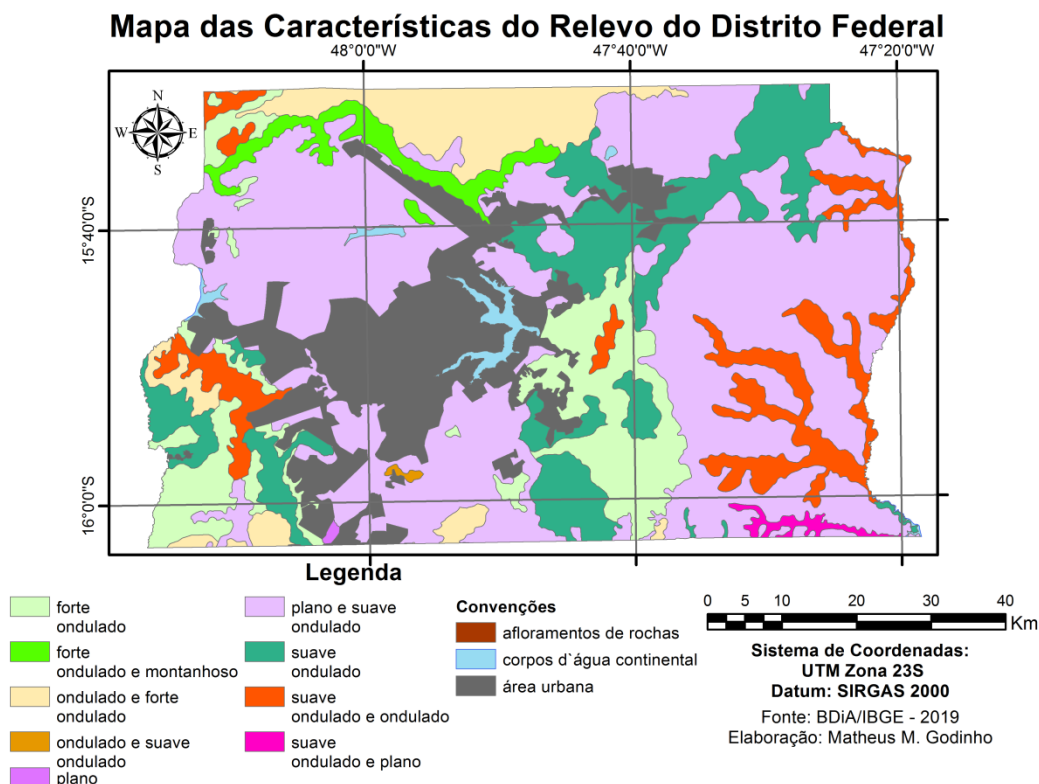 Mapa das Características do Relevo do Distrito Federal
48°0'0"W
47°40'0"W
47°20'0"W
N
W
E
S
15°40'0"S
16°0'0"S
Legenda
forte
ondulado
forte
ondulado e montanhoso
ondulado e forte
ondulado
ondulado e suave
ondulado
plano
plano e suave
ondulado
suave
ondulado
suave
ondulado e ondulado
suave
ondulado e plano
Convenções
afloramentos de rochas
corpos d`água continental
área urbana
0 5 10 20 30 40
Km
Sistema de Coordenadas:
UTM Zona 23S
Datum: SIRGAS 2000
Fonte: BDiA/IBGE - 2019
Elaboração: Matheus M. Godinho